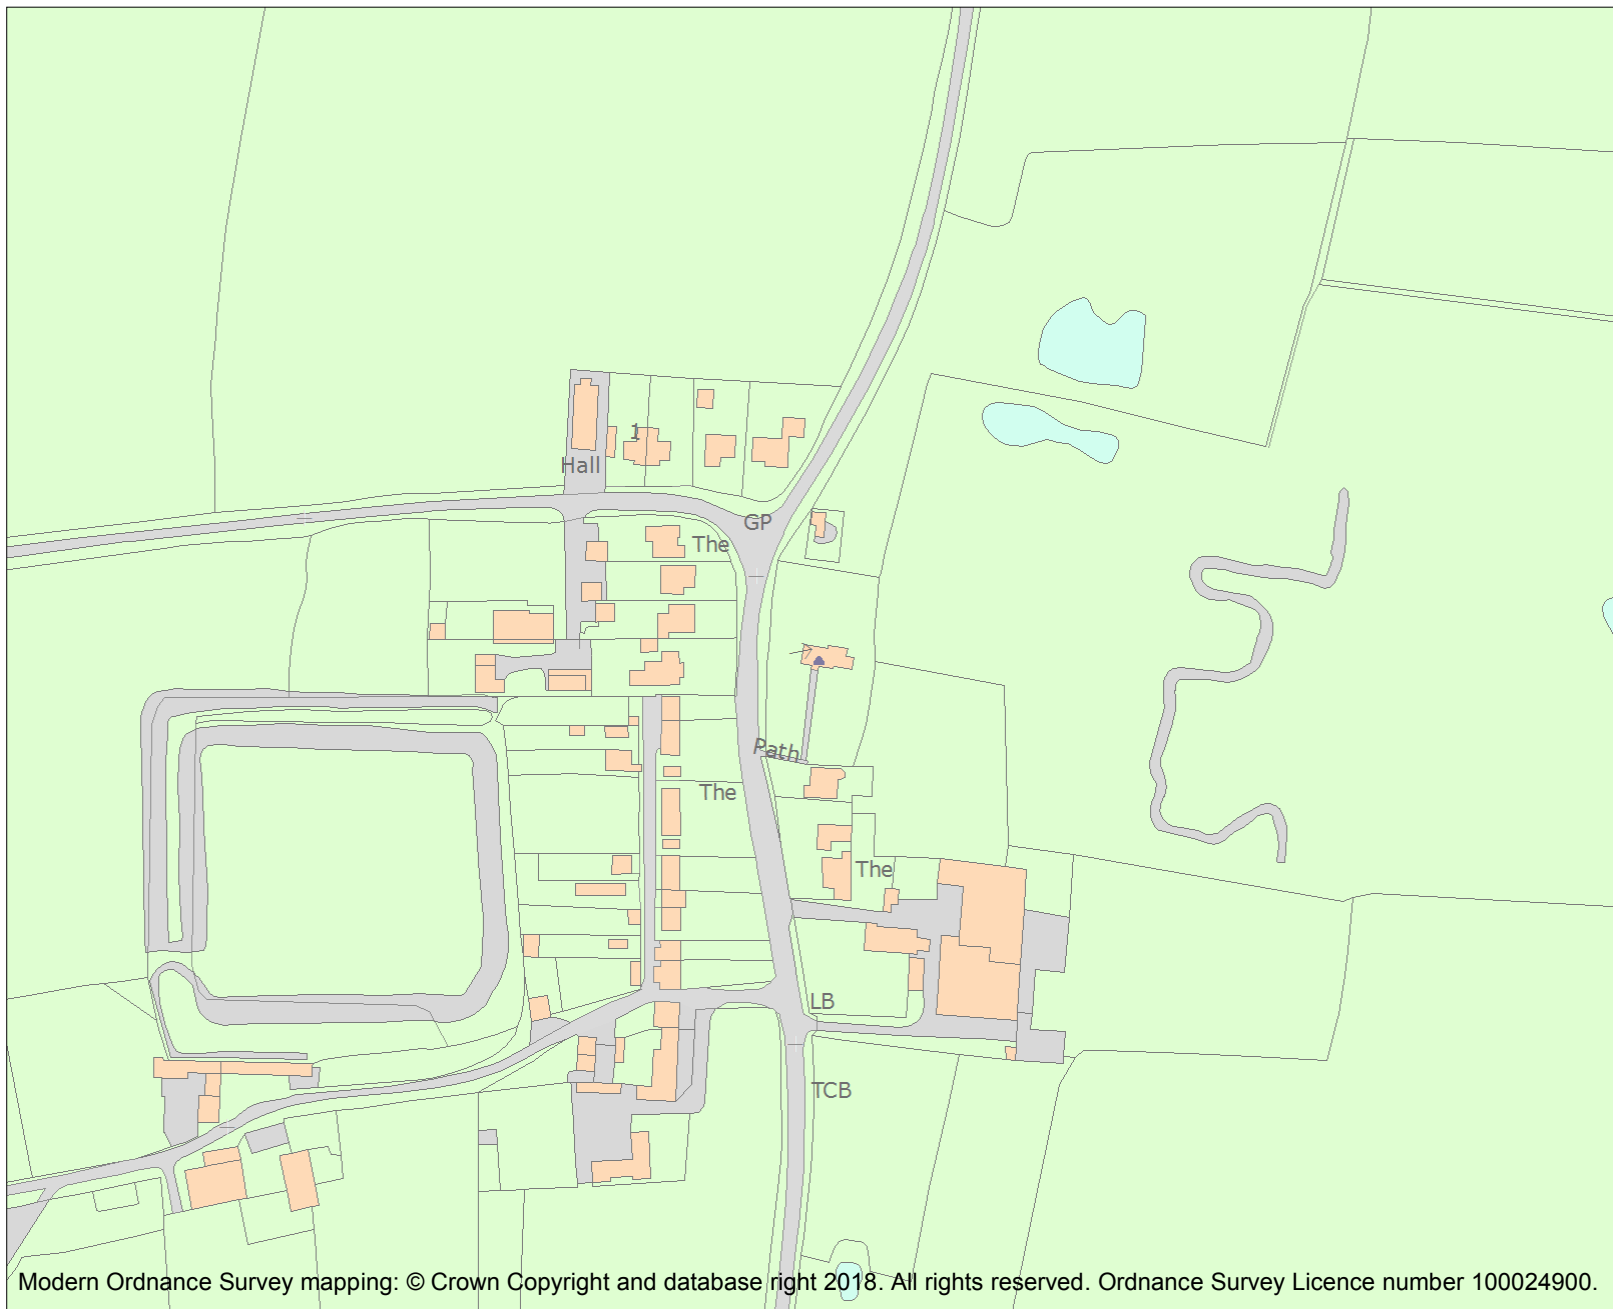 1
Hall
GP
The
Path
The
The
LB
TCB
Modern Ordnance Survey mapping: © Crown Copyright and database right 2018. All rights reserved. Ordnance Survey Licence number 100024900.